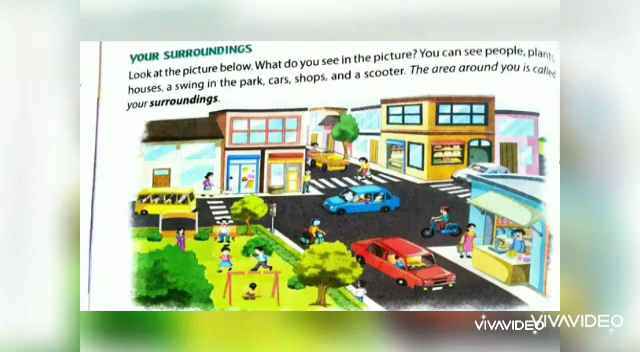 YOUR SURROUNDINGS
Look at the picture below. What do you see in the picture? You can see people, plants,
houses, a swing in the park, cars, shops, and a scooter. The area around you is called
your surroundings.
VIVAVIDEO
VIVAVIDEO